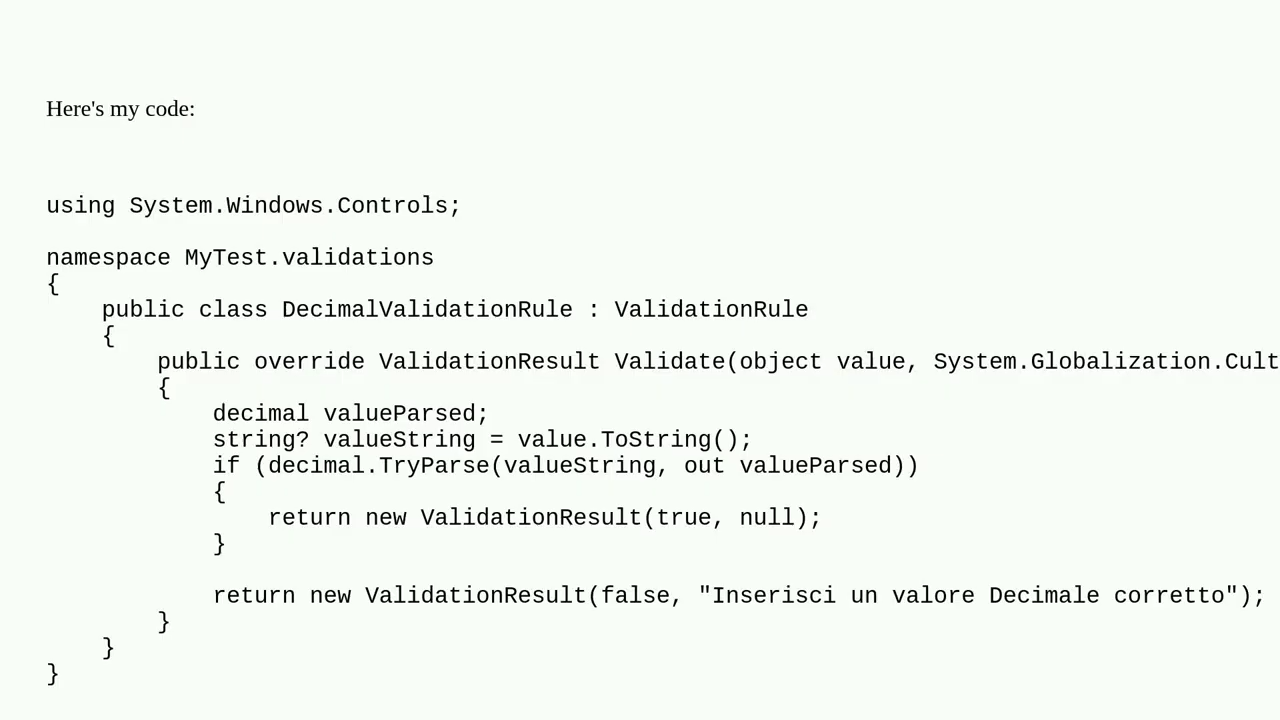 Here's my code:
using System.Windows.Controls;
namespace MyTest.validations
{
    public class DecimalValidationRule : ValidationRule
    {
        public override ValidationResult Validate(object value, System.Globalization.Cult
        {
            decimal valueParsed;
            string? valueString = value.ToString();
            if (decimal.TryParse(valueString, out valueParsed))
            {
                return new ValidationResult(true, null);
            }
            return new ValidationResult(false, "Inserisci un valore Decimale corretto");
        }
    }
}